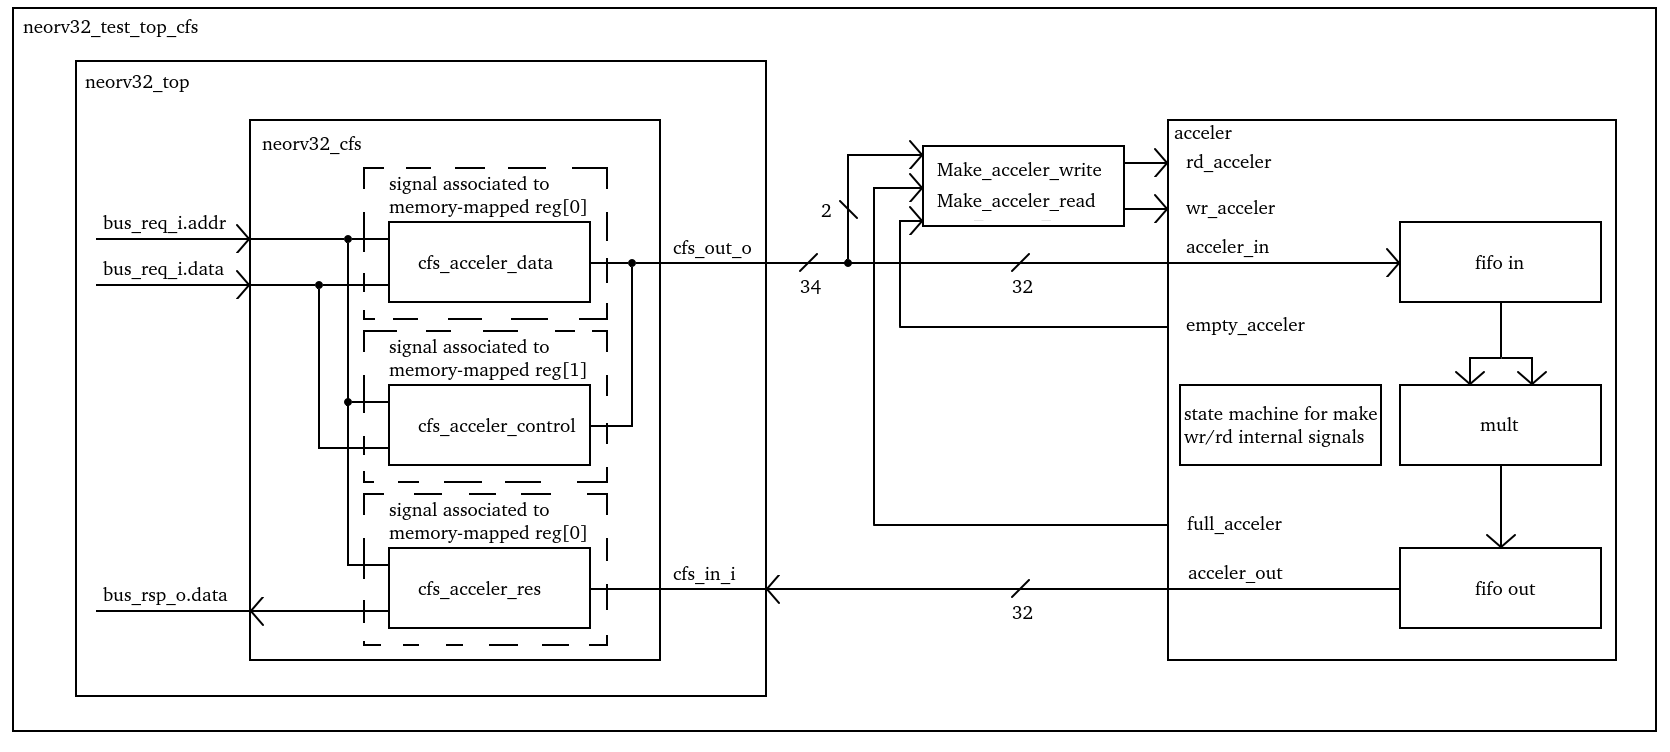 neorv32_test_top_cfs
neorv32_top
neorv32_cfs
signal associated to
memory-mapped reg[0]
bus_req_i.addr
bus_req_i.data
cfs_acceler_data
signal associated to
memory-mapped reg[1]
cfs_acceler_control
signal associated to
memory-mapped reg[0]
cfs_acceler_res
bus_rsp_o.data
cfs_out_o
cfs_in_i
34
2
32
32
Make_acceler_write
Make_acceler_read
acceler
rd_acceler
wr_acceler
acceler_in
empty_acceler
state machine for make
wr/rd internal signals
full_acceler
acceler_out
fifo in
mult
fifo out